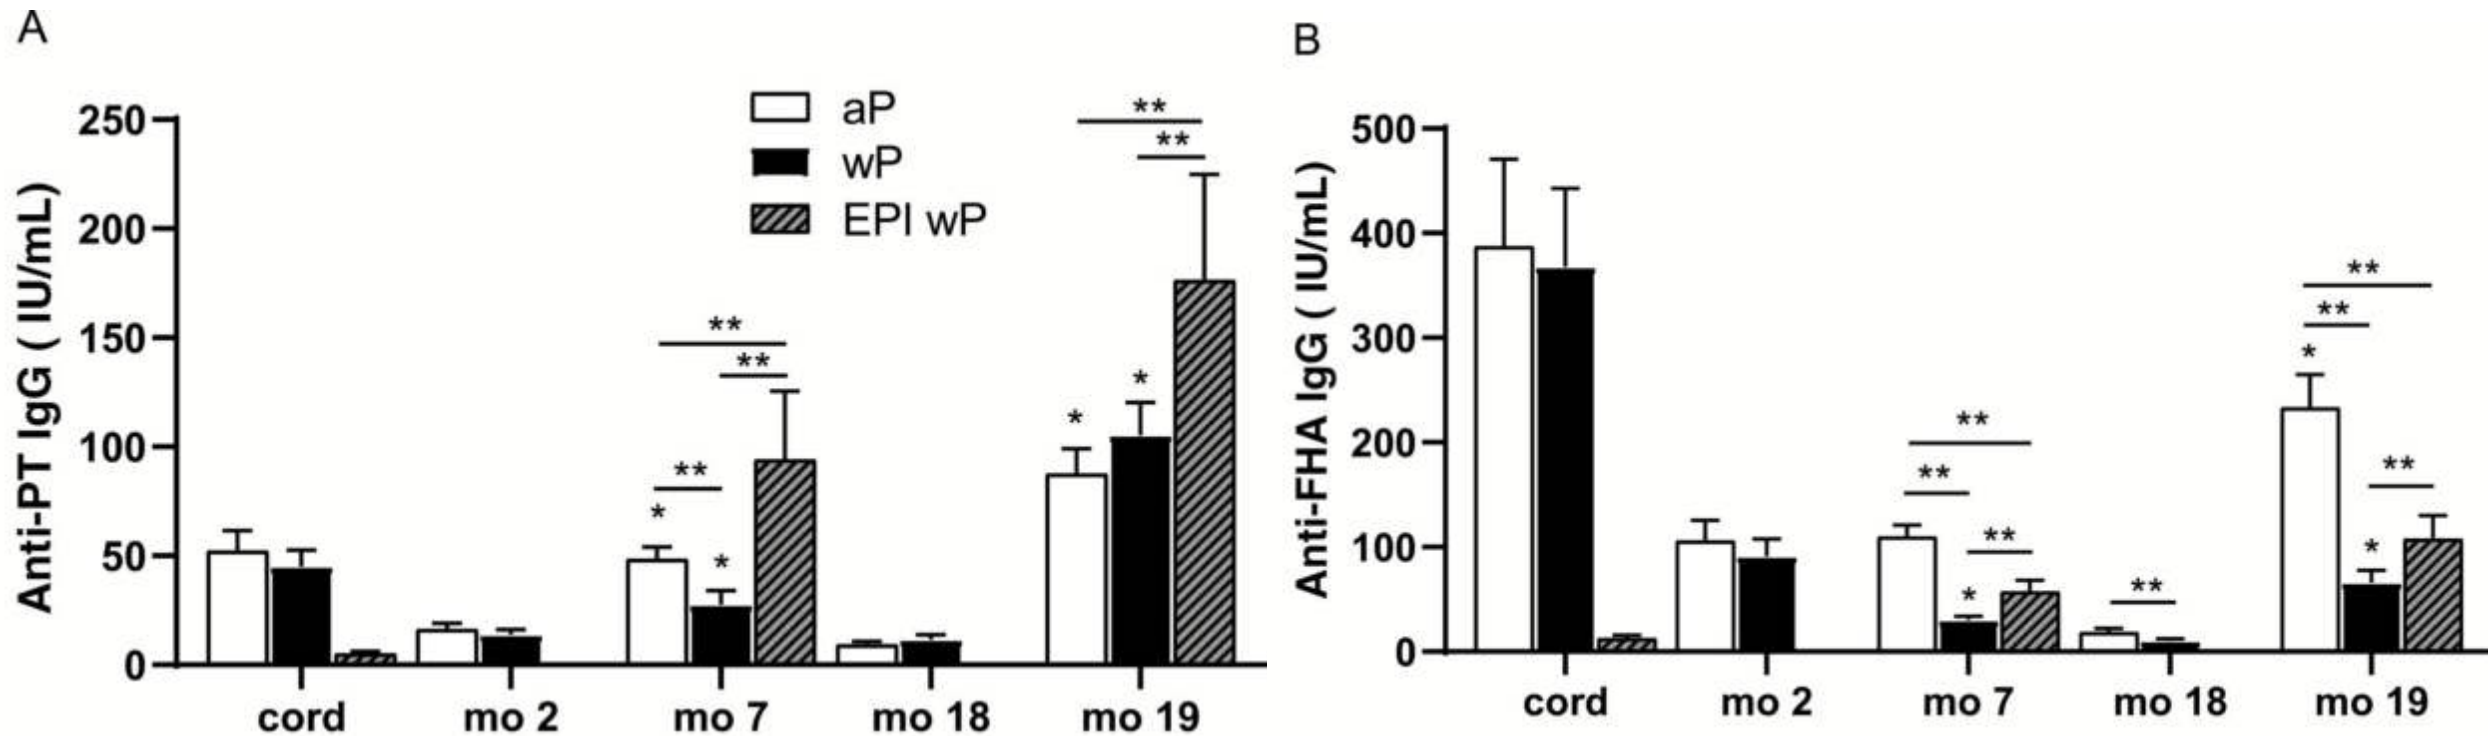 A
Anti-PT IgG ( IU/mL)
250
200
150
100
50
0
aP
wP
EPI wP
**
**
**
**
**
*
*
*
*
cord
mo 2
mo 7
mo 18
mo 19
B
Anti-FHA IgG ( IU/mL)
500
400
300
200
100
0
**
**
**
*
**
**
*
**
**
*
cord
mo 2
mo 7
mo 18
mo 19